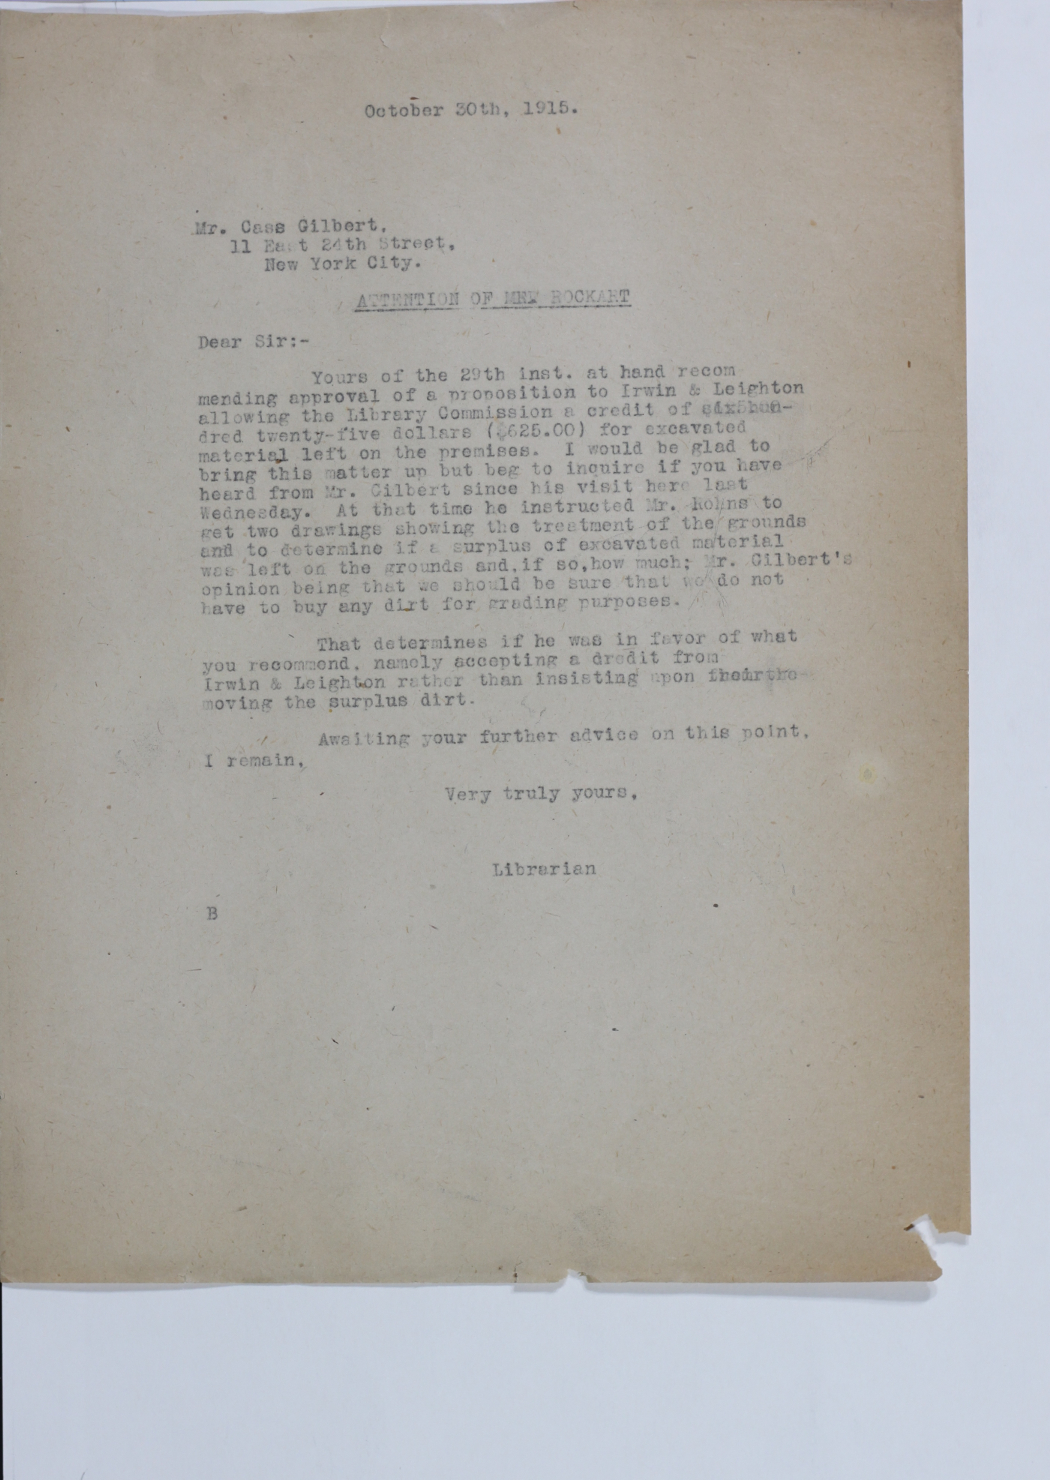 October 30th, 1915.
Mr. Cass Gilbert,
11 East 24th Street,
New York City.
ATTENTION OF MR. ROCKART
Dear Sir:-
Yours of the 29th inst. at hand recom
mending approval of a proposition to Irwin & Leighton
allowing the Library Commission a credit of six hun-
dred twenty-five dollars ($625.00) for excavated
material left on the premises. I would be glad to
bring this matter up but beg to inquire if you have
heard from Mr. Gilbert since his visit here last
Wednesday. At that time he instructed Mr. Rohns to
get two drawings showing the treatment of the grounds
and to determine if a surplus of excavated material
was left on the grounds and, if so, how much; Mr. Gilbert's
opinion being that we should be sure that we do not
have to buy any dirt for grading purposes.
That determines if he was in favor of what
you recommend, namely accepting a dredit from
Irwin & Leighton rather than insisting upon their
moving the surplus dirt.
Awaiting your further advice on this point,
I remain,
Very truly yours,
Librarian
B